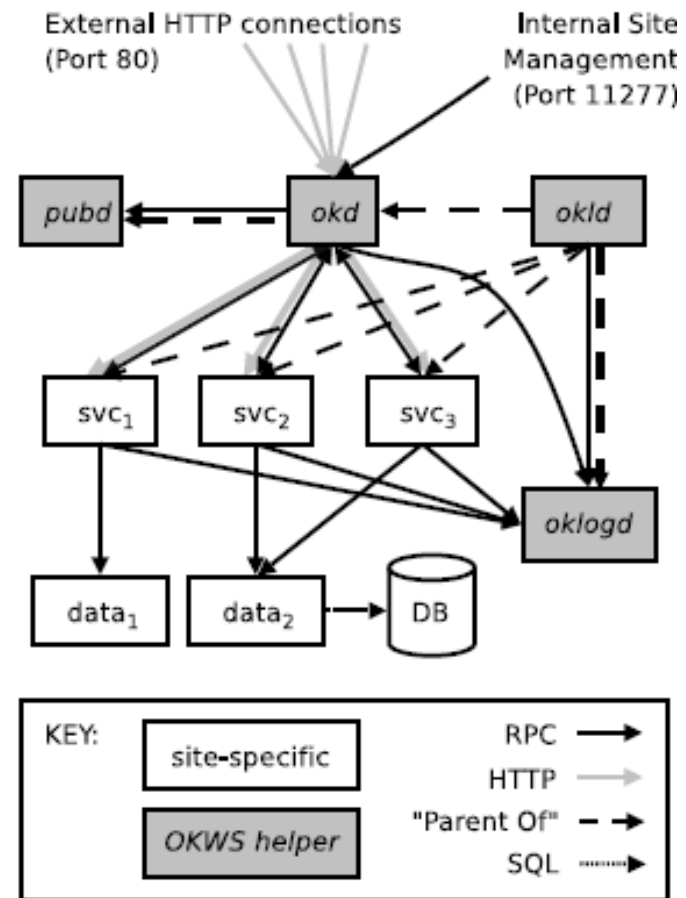 External HTTP connections
(Port 80)
Internal Site
Management
(Port 11277)
pubd
okd
okld
svc₁
svc₂
svc₃
oklogd
data₁
data₂
DB
KEY:
site-specific
OKWS helper
RPC
HTTP
"Parent Of"
SQL